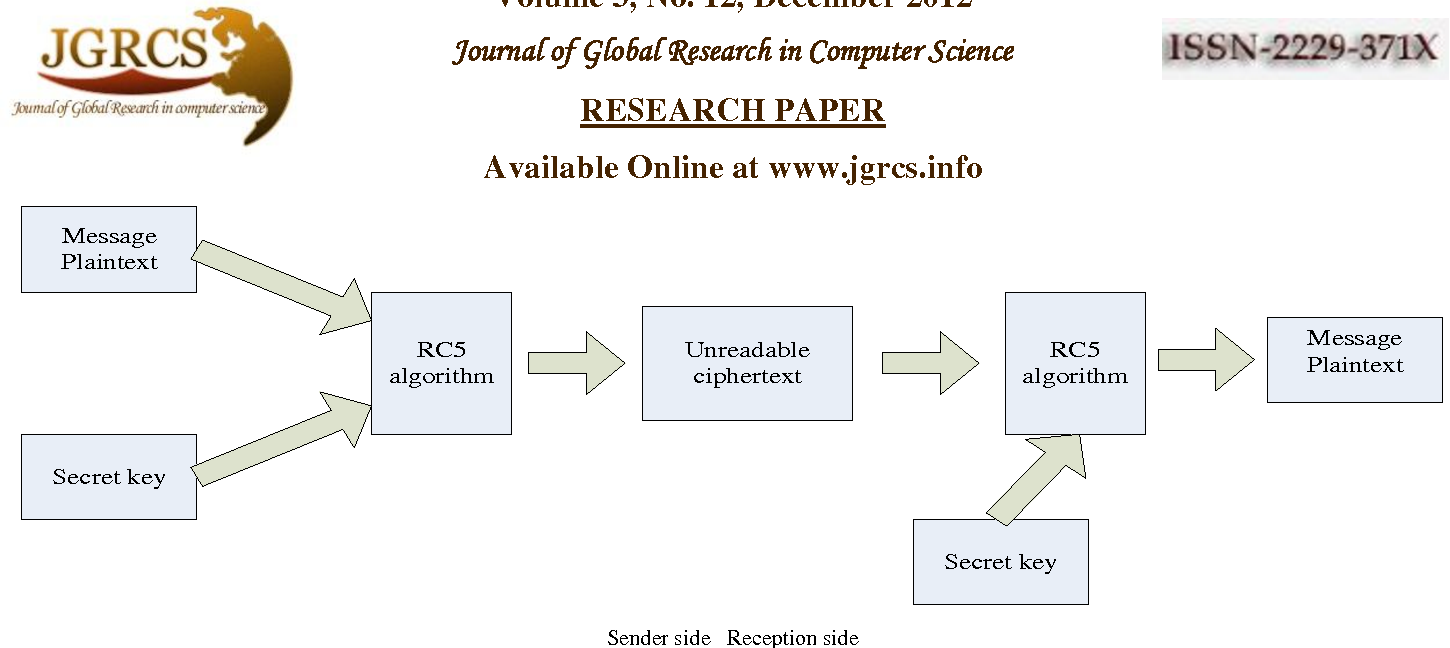 Volume 3, No. 12, December 2012
JGRCS
Journal of Global Research in computer science
Journal of Global Research in Computer Science
ISSN-2229-371X
RESEARCH PAPER
Available Online at www.jgrcs.info
Message
Plaintext
Secret key
RC5
algorithm
Unreadable
ciphertext
RC5
algorithm
Secret key
Message
Plaintext
Sender side Reception side